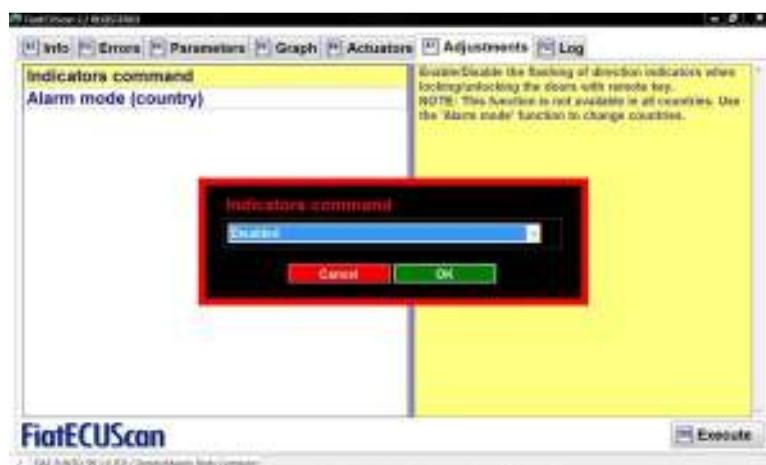 Info Errors Parameters Graph Actuators Adjustments Log
Indicators command
Alarm mode (country)
Enable/Disable the flashing of direction indicators when
locking/unlocking the doors with remote key.
NOTE: This function is not available in all countries. Use
the 'Alarm mode' function to change countries.
Indicators command
Cancel OK
FiatECUScan
Execute